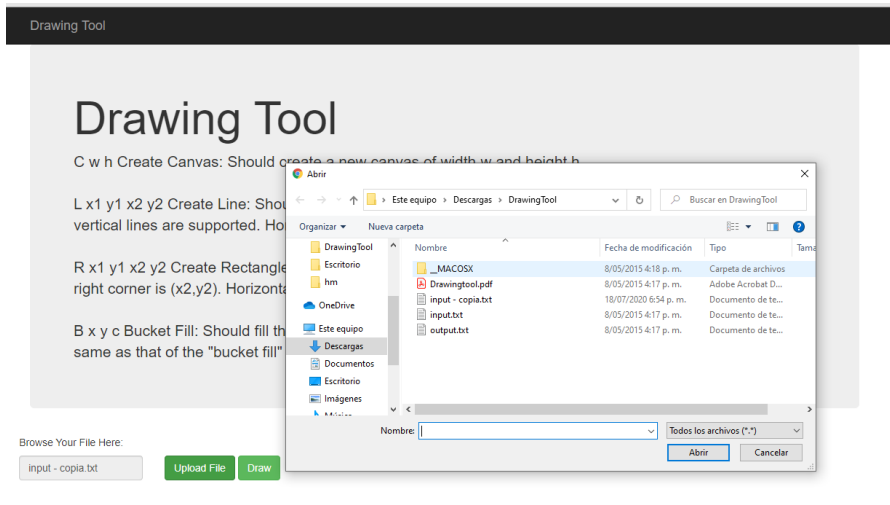 Drawing Tool
Drawing Tool
C w h Create Canvas: Should create a new canvas of width w and height h
L x1 y1 x2 y2 Create Line: Shou
vertical lines are supported. Ho
R x1 y1 x2 y2 Create Rectangle
right corner is (x2,y2). Horizonta
B x y c Bucket Fill: Should fill th
same as that of the "bucket fill"
Browse Your File Here:
input - copia.txt
Upload File Draw
Abrir
Este equipo > Descargas > DrawingTool
Buscar en DrawingTool
Organizar Nueva carpeta
DrawingTool
Escritorio
hm
OneDrive
Este equipo
Descargas
Documentos
Escritorio
Imágenes
Música
Nombre Fecha de modificación Tipo Tama
__MACOSX 8/05/2015 4:18 p. m. Carpeta de archivos
Drawingtool.pdf 8/05/2015 4:17 p. m. Adobe Acrobat D...
input - copia.txt 18/07/2020 6:54 p. m. Documento de te...
input.txt 8/05/2015 4:17 p. m. Documento de te...
output.txt 8/05/2015 4:17 p. m. Documento de te...
Nombre: Todos los archivos (*.*)
Abrir Cancelar